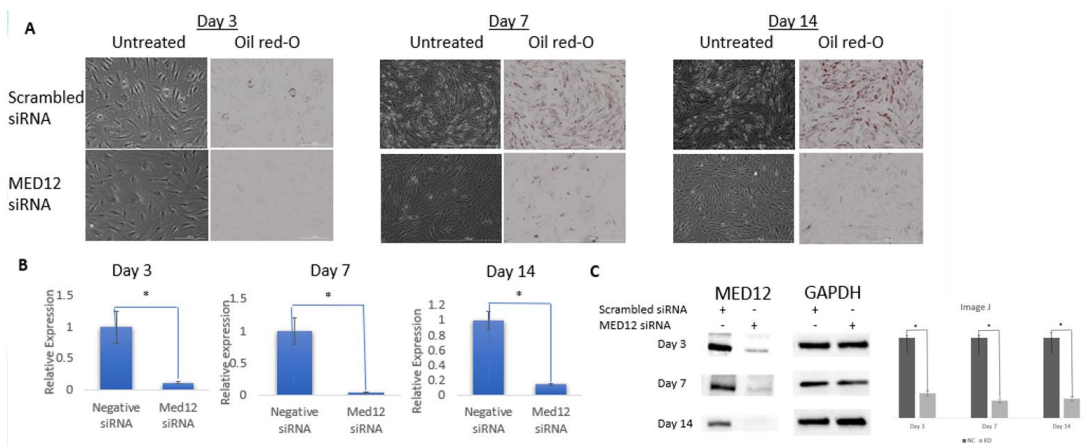 A
Day 3
Day 7
Day 14
Untreated Oil red-O
Untreated Oil red-O
Untreated Oil red-O
Scrambled siRNA
MED12 siRNA
B
Day 3
Relative Expression
1.5
1
0.5
0
*
Negative siRNA
Med12 siRNA
Day 7
Relative expression
1.5
1
0.5
0
*
Negative siRNA
Med12 siRNA
Day 14
Relative Expression
1.2
1
0.8
0.6
0.4
0.2
0
*
Negative siRNA
Med12 siRNA
C
MED12 GAPDH
Scrambled siRNA + - + -
MED12 siRNA - + - +
Day 3
Day 7
Day 14
Image J
* * *
Day 3 Day 7 Day 14
NC KD